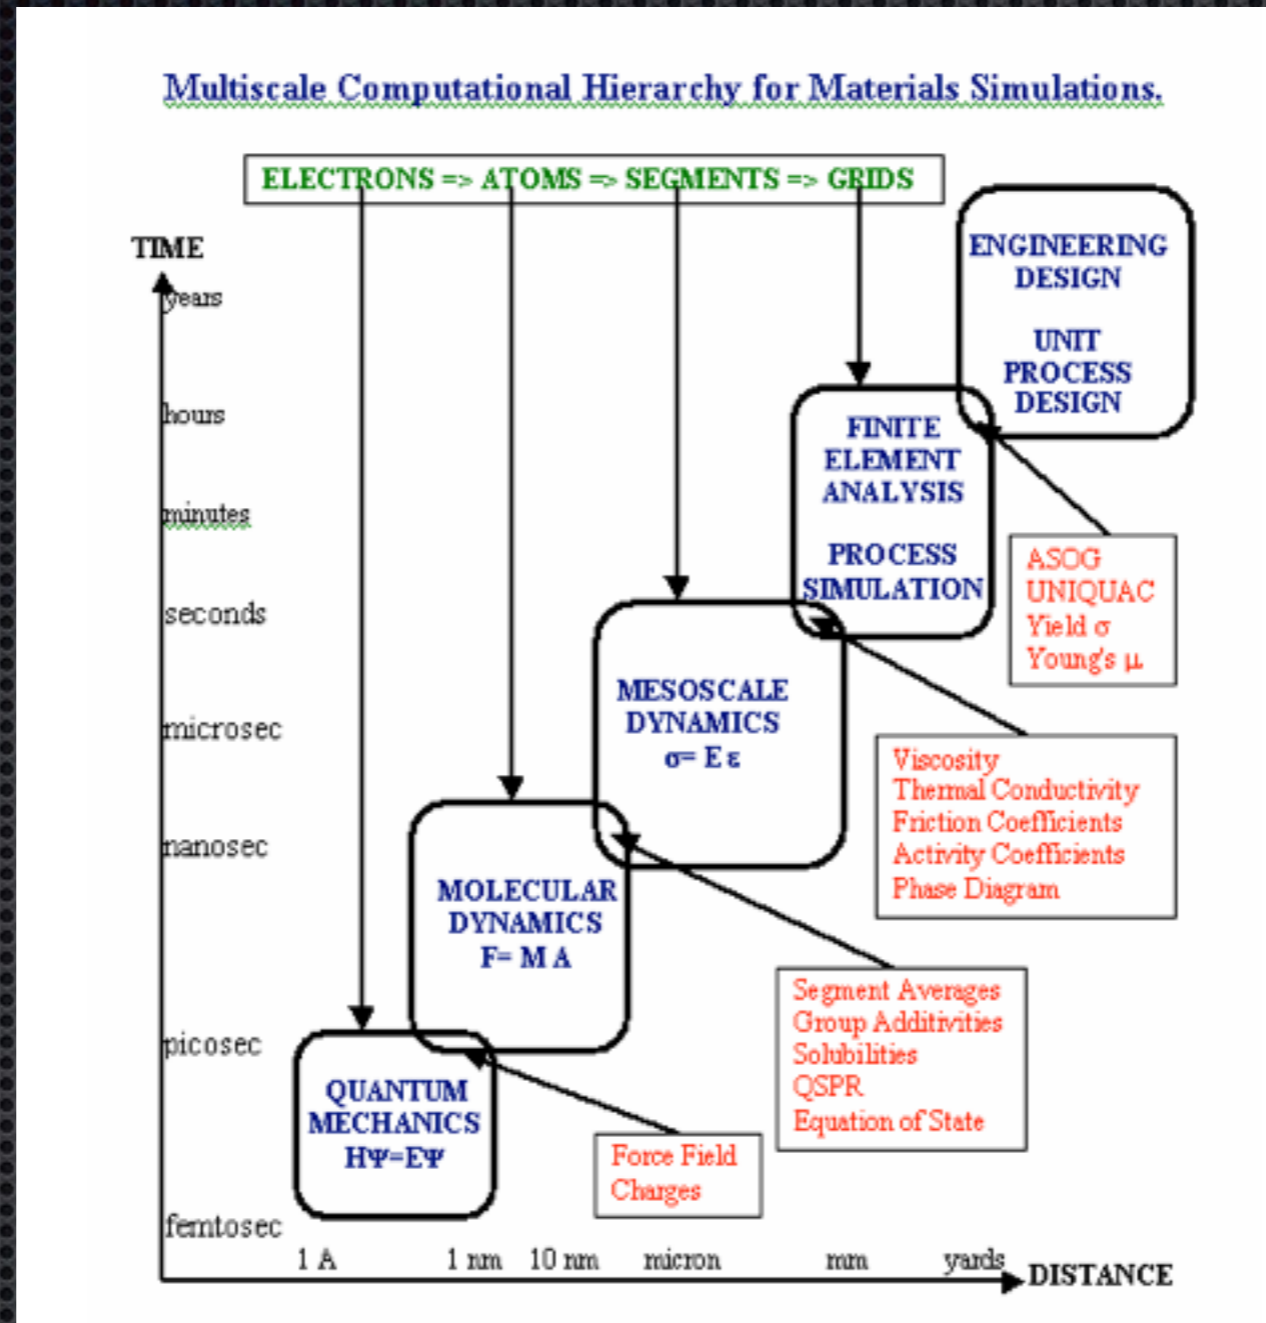 Multiscale Computational Hierarchy for Materials Simulations.
ELECTRONS => ATOMS => SEGMENTS => GRIDS
TIME
years
hours
minutes
seconds
microsec
nanosec
picosec
femtosec
ENGINEERING
DESIGN
UNIT
PROCESS
DESIGN
FINITE
ELEMENT
ANALYSIS
PROCESS
SIMULATION
ASOG
UNIQUAC
Yield σ
Young's μ
MESOSCALE
DYNAMICS
σ= E ε
Viscosity
Thermal Conductivity
Friction Coefficients
Activity Coefficients
Phase Diagram
MOLECULAR
DYNAMICS
F= M A
Segment Averages
Group Additivities
Solubilities
QSPR
Equation of State
QUANTUM
MECHANICS
HΨ=EΨ
Force Field
Charges
1 A
1 nm
10 nm
micron
mm
yards
DISTANCE